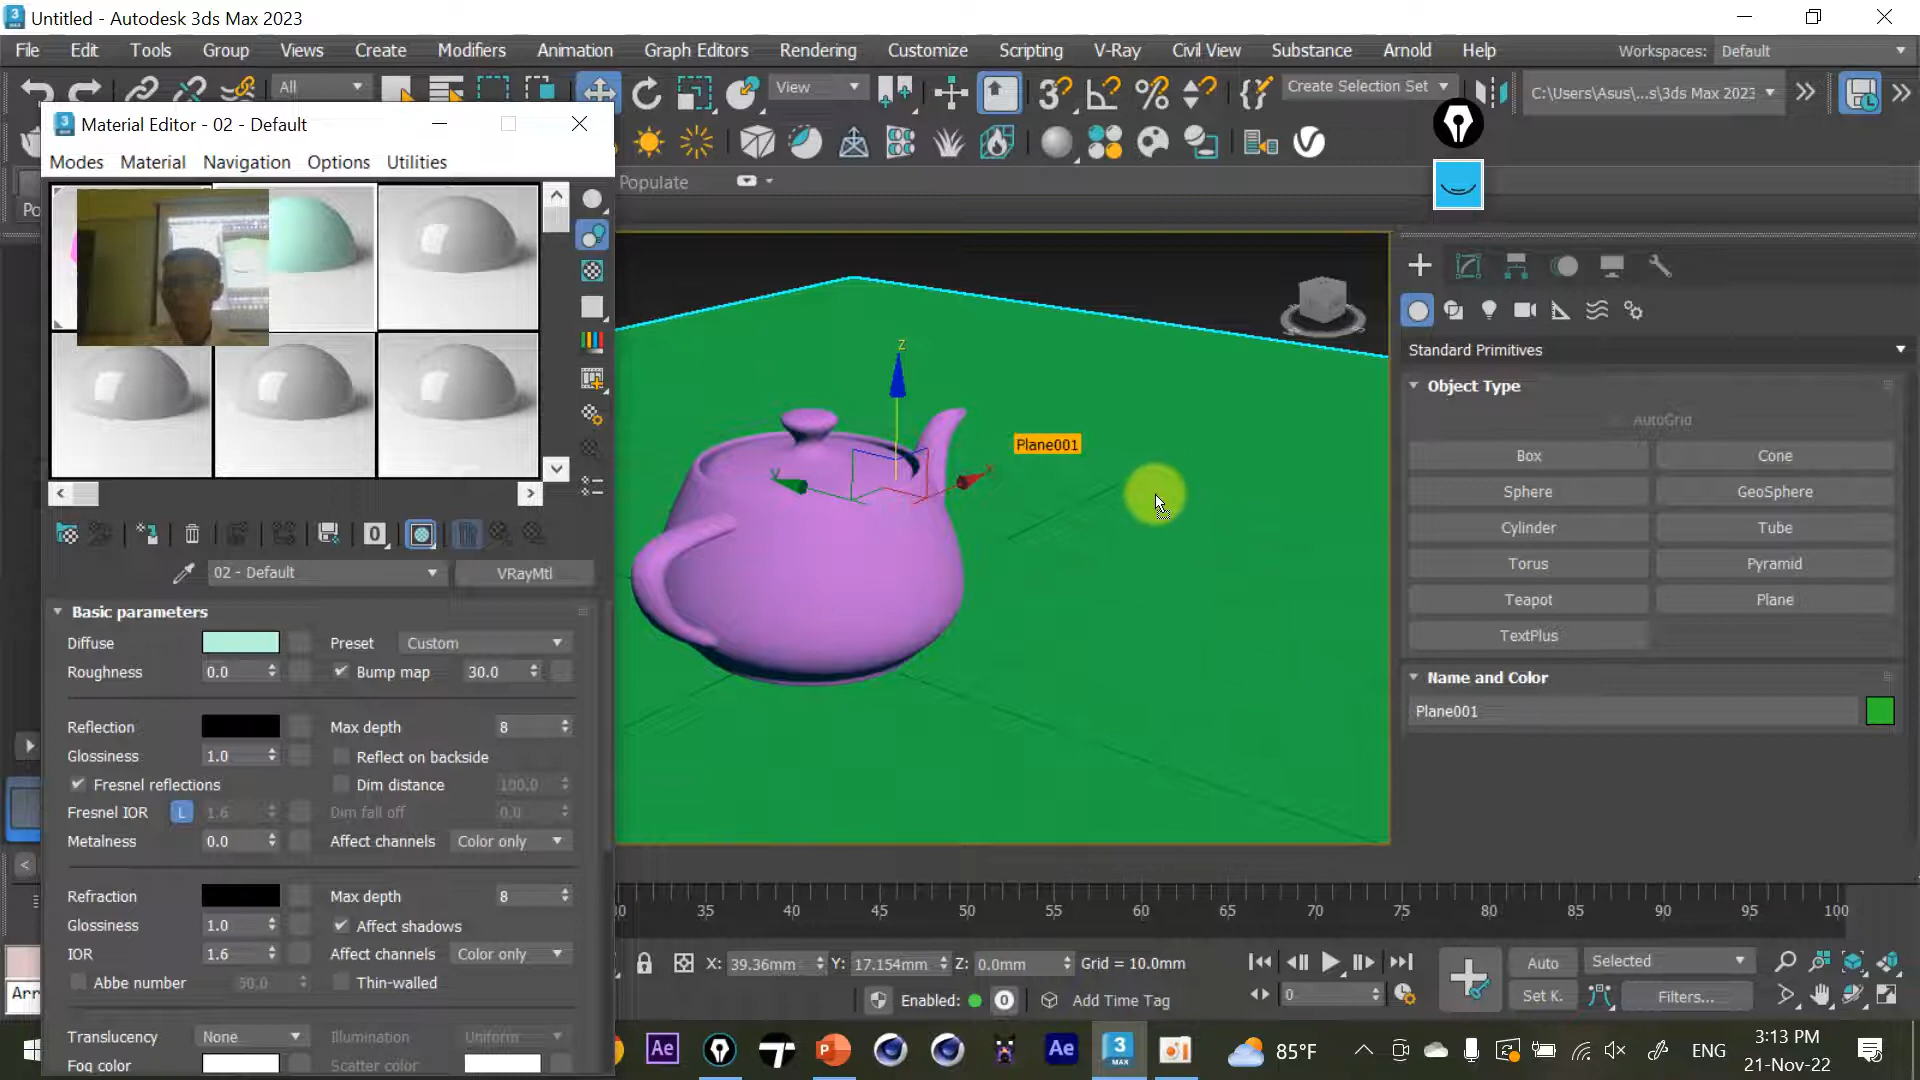 Untitled - Autodesk 3ds Max 2023
File Edit Tools Group Views Create Modifiers Animation Graph Editors Rendering Customize Scripting V-Ray Civil View Substance Arnold Help Workspaces: Default
All View Create Selection Set C:\Users\Asus\...s\3ds Max 2023
Material Editor - 02 - Default
Modes Material Navigation Options Utilities
Populate
Po
Standard Primitives
Object Type
AutoGrid
Box Cone
Sphere GeoSphere
Cylinder Tube
Torus Pyramid
Teapot Plane
TextPlus
Name and Color
Plane001
Plane001
z
x
y
02 - Default VRayMtl
Basic parameters
Diffuse Preset Custom
Roughness 0.0 Bump map 30.0
Reflection Max depth 8
Glossiness 1.0 Reflect on backside
Fresnel reflections Dim distance 100.0
Fresnel IOR L 1.6 Dim fall off 0.0
Metalness 0.0 Affect channels Color only
Refraction Max depth 8
Glossiness 1.0 Affect shadows
IOR 1.6 Affect channels Color only
Abbe number 50.0 Thin-walled
Translucency None Illumination Uniform
Fog color Scatter color
35 40 45 50 55 60 65 70 75 80 85 90 95 100
X: 39.36mm Y: 17.154mm Z: 0.0mm Grid = 10.0mm
Enabled: 0 Add Time Tag
0
Auto Selected
Set K. Filters...
Arr
85°F ENG 3:13 PM
21-Nov-22